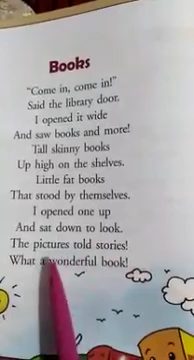 Books
"Come in, come in!"
Said the library door.
I opened it wide
And saw books and more!
Tall skinny books
Up high on the shelves.
Little fat books
That stood by themselves.
I opened one up
And sat down to look.
The pictures told stories!
What a wonderful book!